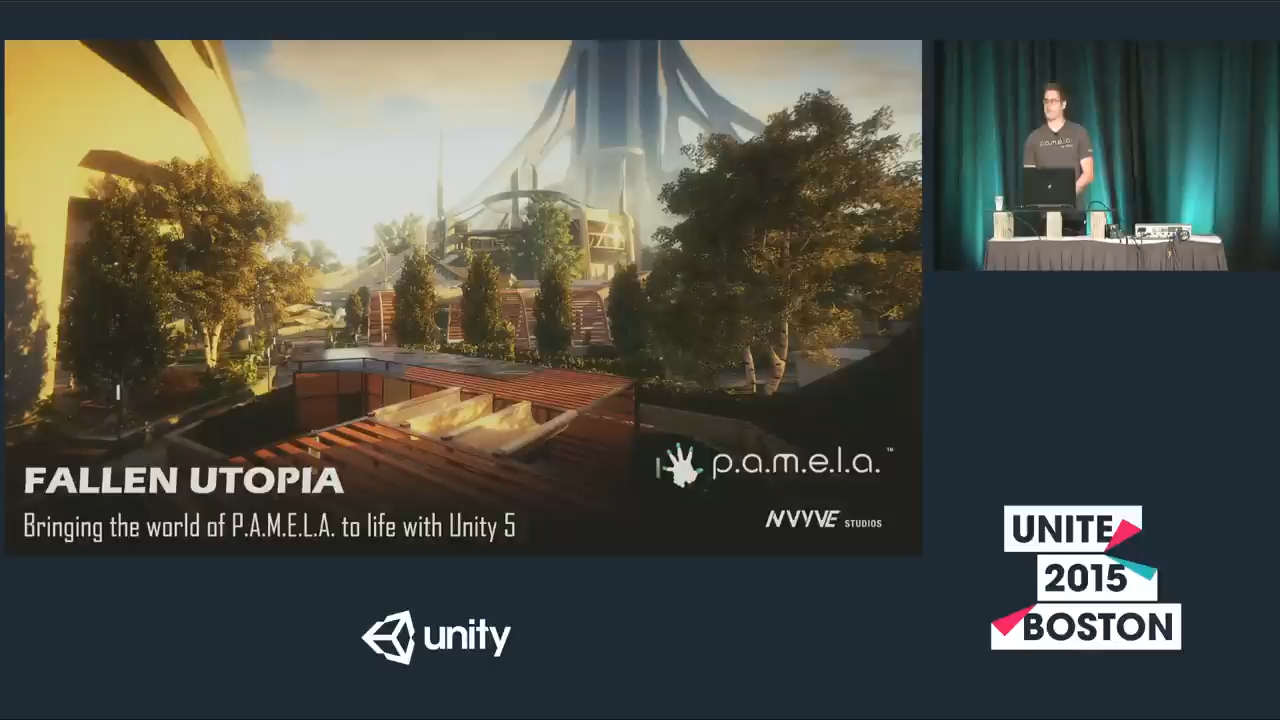 FALLEN UTOPIA
Bringing the world of P.A.M.E.L.A. to life with Unity 5
p.a.m.e.l.a.™
NVYVE STUDIOS
p.a.m.e.l.a.
unity
UNITE
2015
BOSTON